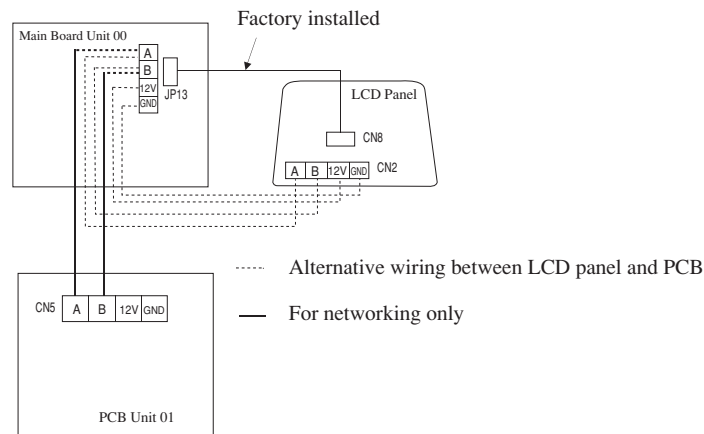 Factory installed
Main Board Unit 00
A
B
12V
GND
JP13
LCD Panel
CN8
A B 12V GND CN2
Alternative wiring between LCD panel and PCB
For networking only
CN5 A B 12V GND
PCB Unit 01